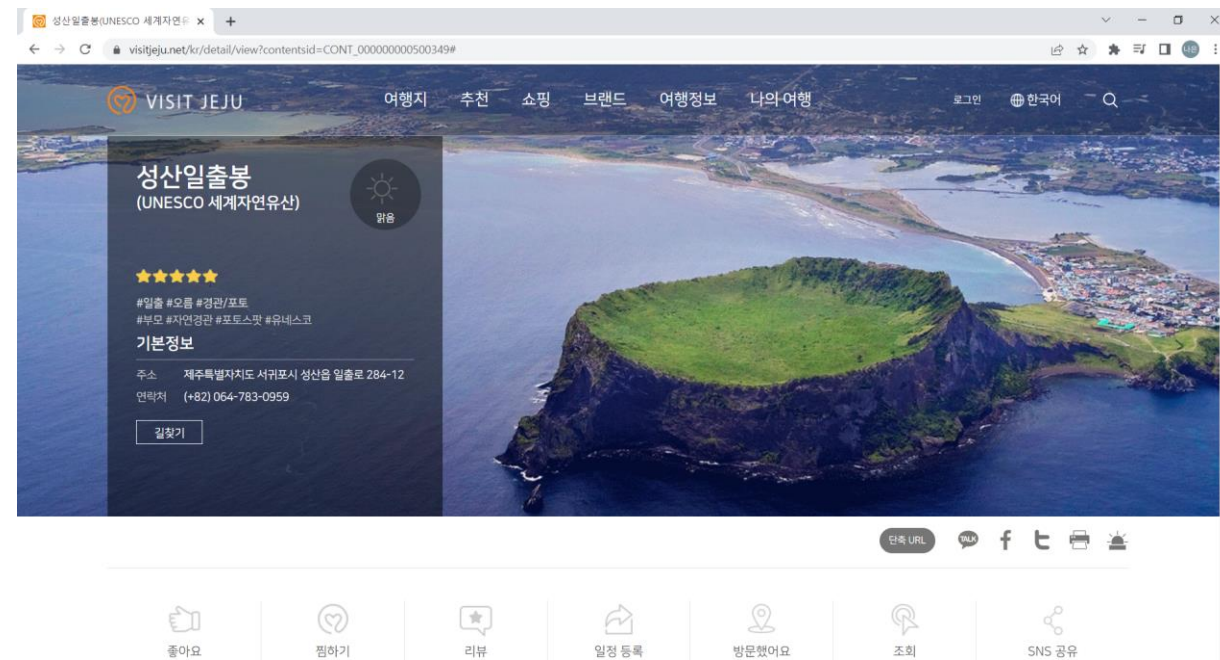 성산일출봉(UNESCO 세계자연유
visitjeju.net/kr/detail/view?contentsid=CONT_000000000500349#
나은
VISIT JEJU
여행지 추천 쇼핑 브랜드 여행정보 나의 여행
로그인 한국어
성산일출봉
(UNESCO 세계자연유산)
맑음
#일출 #오름 #경관/포토
#부모 #자연경관 #포토스팟 #유네스코
기본정보
주소 제주특별자치도 서귀포시 성산읍 일출로 284-12
연락처 (+82) 064-783-0959
길찾기
단축 URL TALK
좋아요 찜하기 리뷰 일정 등록 방문했어요 조회 SNS 공유